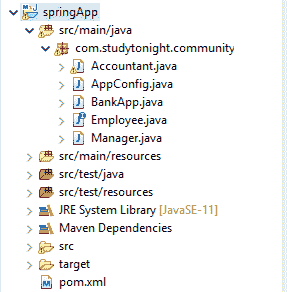 springApp
src/main/java
com.studytonight.community
Accountant.java
AppConfig.java
BankApp.java
Employee.java
Manager.java
src/main/resources
src/test/java
src/test/resources
JRE System Library [JavaSE-11]
Maven Dependencies
src
target
pom.xml